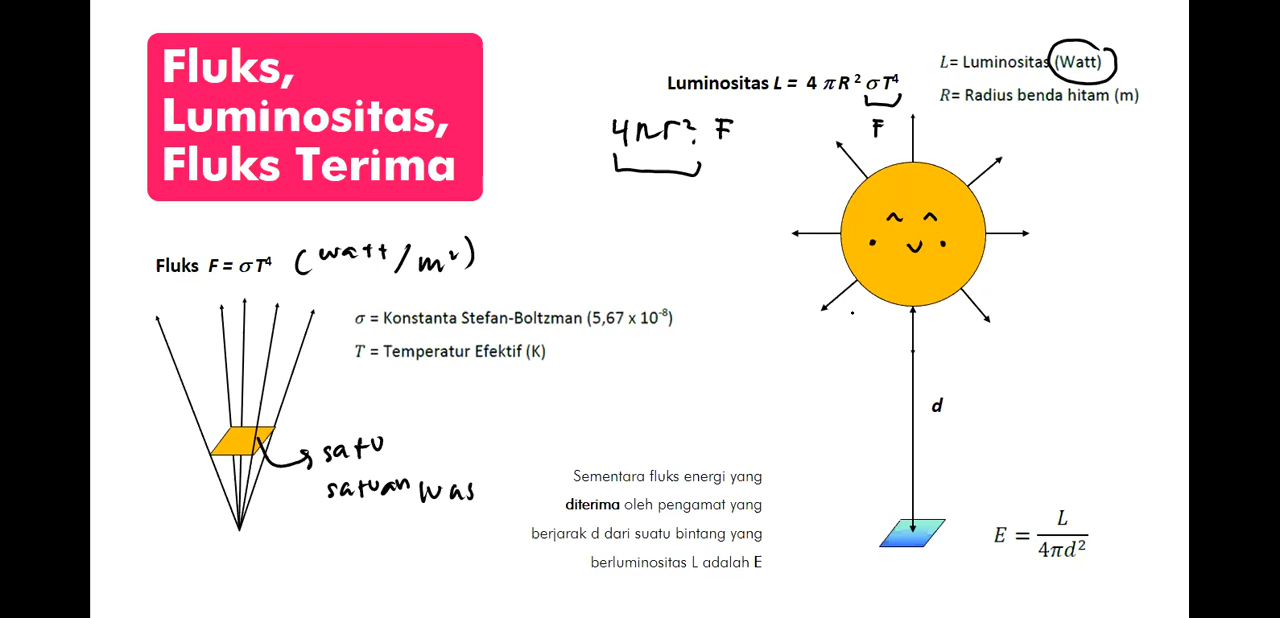 Fluks,
Luminositas,
Fluks Terima
Luminositas L = 4 πR² σT⁴
F
4πr² F
L= Luminositas (Watt)
R= Radius benda hitam (m)
Fluks F = σT⁴ (watt/m²)
σ = Konstanta Stefan-Boltzman (5,67 x 10⁻⁸)
T = Temperatur Efektif (K)
satu
satuan
d
Sementara fluks energi yang
diterima oleh pengamat yang
berjarak d dari suatu bintang yang
berluminositas L adalah E
E = L / 4πd²